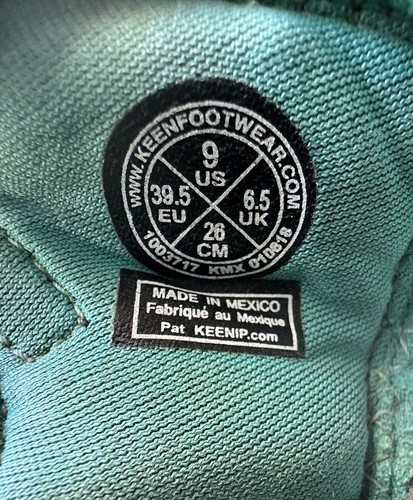 WWW.KEENFOOTWEAR.COM
9
US
39.5
EU
6.5
UK
26
CM
1003717 KMX 010818
MADE IN MEXICO
Fabriqué au Mexique
Pat KEENIP.com